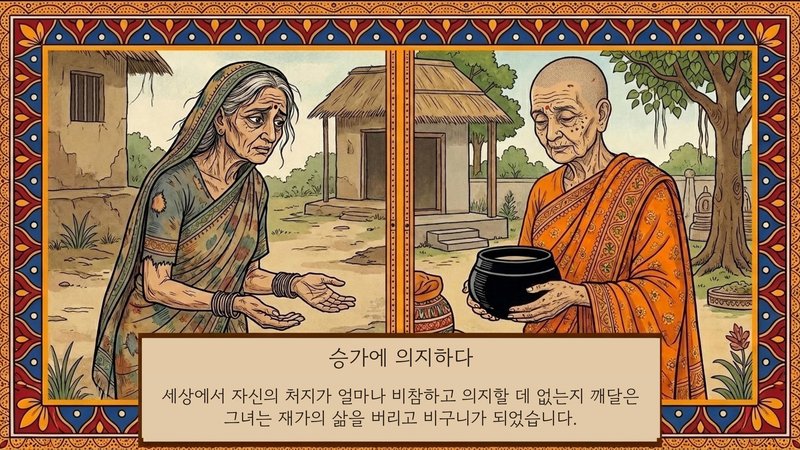 승가에 의지하다
세상에서 자신의 처지가 얼마나 비참하고 의지할 데 없는지 깨달은
그녀는 재가의 삶을 버리고 비구니가 되었습니다.